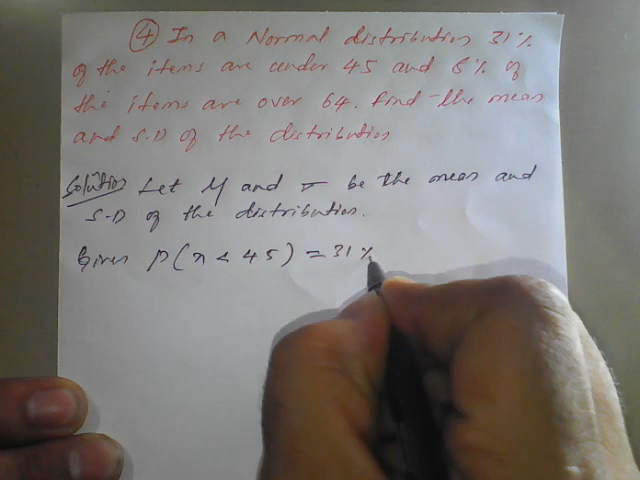 ④ In a Normal distribution 31%
of the items are under 45 and 8% of
the items are over 64. find the mean
and S.D of the distribution
Solution Let μ and σ be the mean and
S.D of the distribution.
Given P(x < 45) = 31%